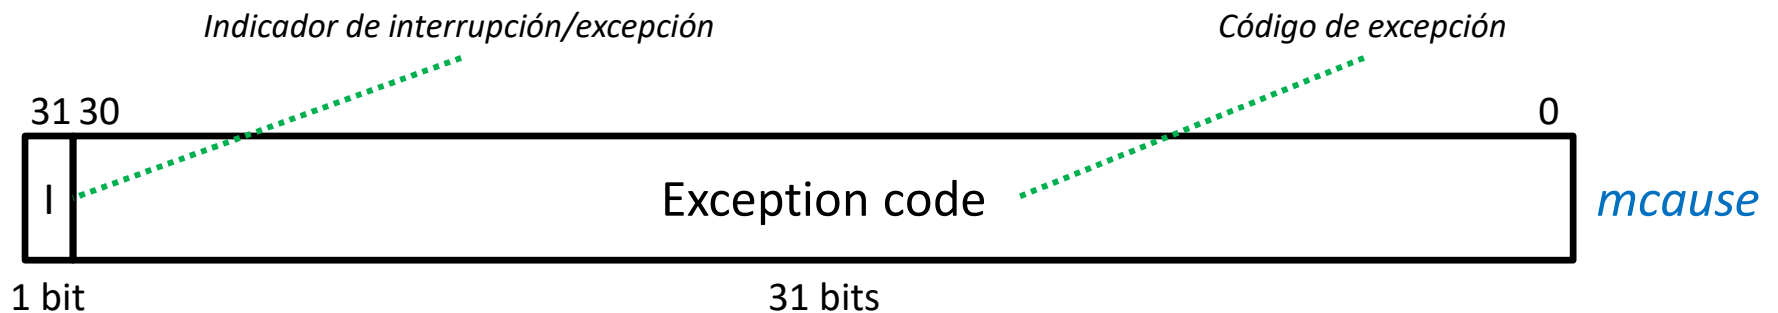 Indicador de interrupción/excepción
Código de excepción
31 30
0
I
Exception code
mcause
1 bit
31 bits